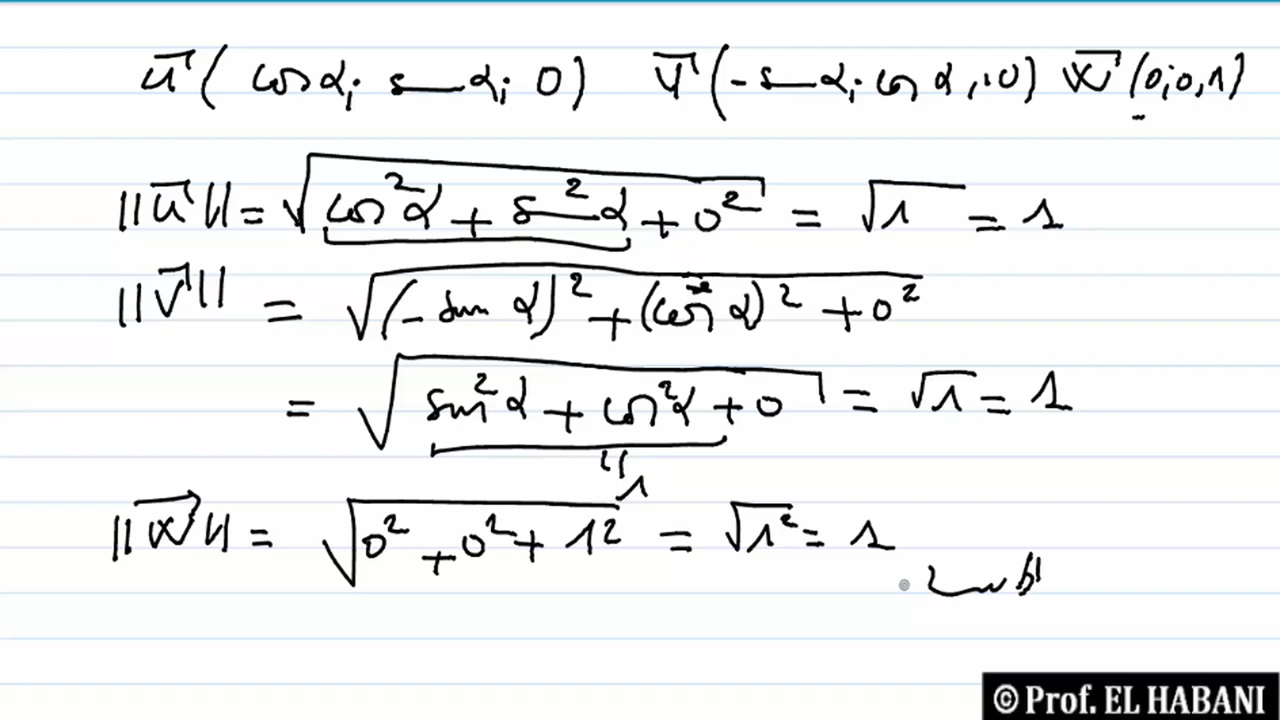 u⃗ ( cos α; sin α; 0) v⃗ (-sin α; cos α; 0) w⃗ (0;0,1)
||u⃗|| = √(cos²α + sin²α + 0²) = √1 = 1
||v⃗|| = √((-sin α)² + (cos α)² + 0²)
= √(sin²α + cos²α + 0) = √1 = 1
" 1
||w⃗|| = √(0² + 0² + 1²) = √1² = 1
© Prof. EL HABANI